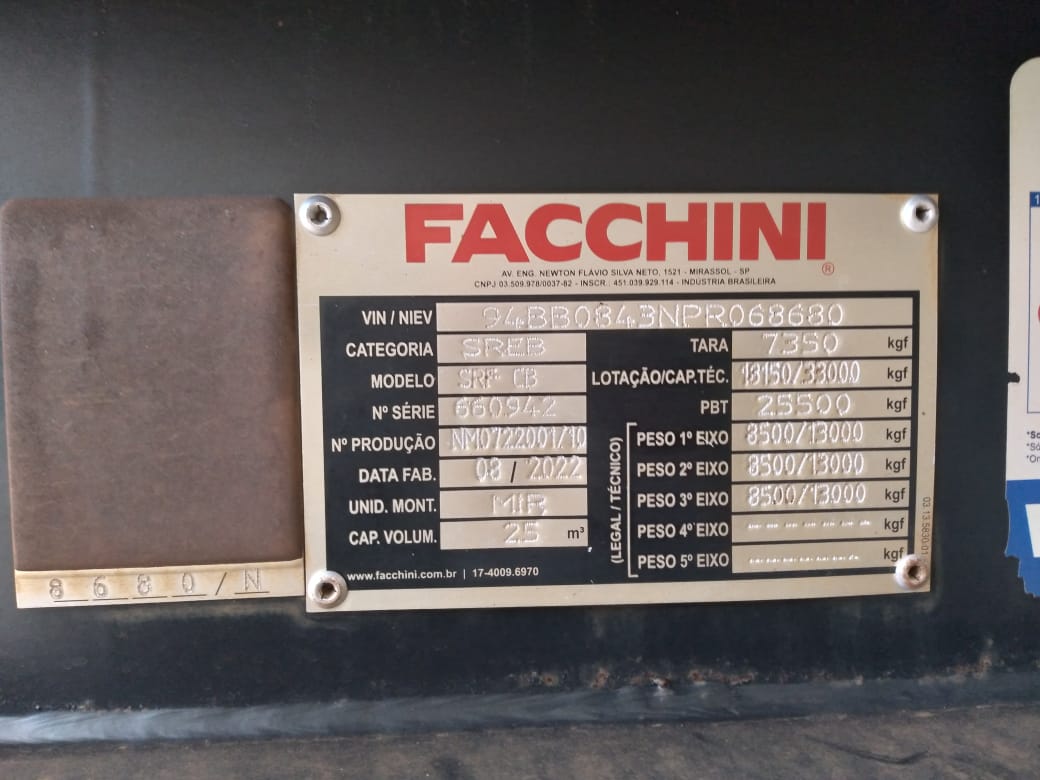 FACCHINI
®
AV. ENG. NEWTON FLÁVIO SILVA NETO, 1521 - MIRASSOL - SP
CNPJ 03.509.978/0037-82 - INSCR.: 451.039.929.114 - INDÚSTRIA BRASILEIRA
VIN / NIEV 94BB0843NPR068680
CATEGORIA SREB
MODELO SRF CB
Nº SÉRIE 660942
Nº PRODUÇÃO NM0722001/10
DATA FAB. 08 / 2022
UNID. MONT. MIR
CAP. VOLUM. 25 m³
TARA 7350 kgf
LOTAÇÃO/CAP.TÉC. 18150/33000 kgf
PBT 25500 kgf
(LEGAL / TÉCNICO)
PESO 1º EIXO 8500/13000 kgf
PESO 2º EIXO 8500/13000 kgf
PESO 3º EIXO 8500/13000 kgf
PESO 4º EIXO -------- kgf
PESO 5º EIXO -------- kgf
www.facchini.com.br | 17-4009.6970
8680/N